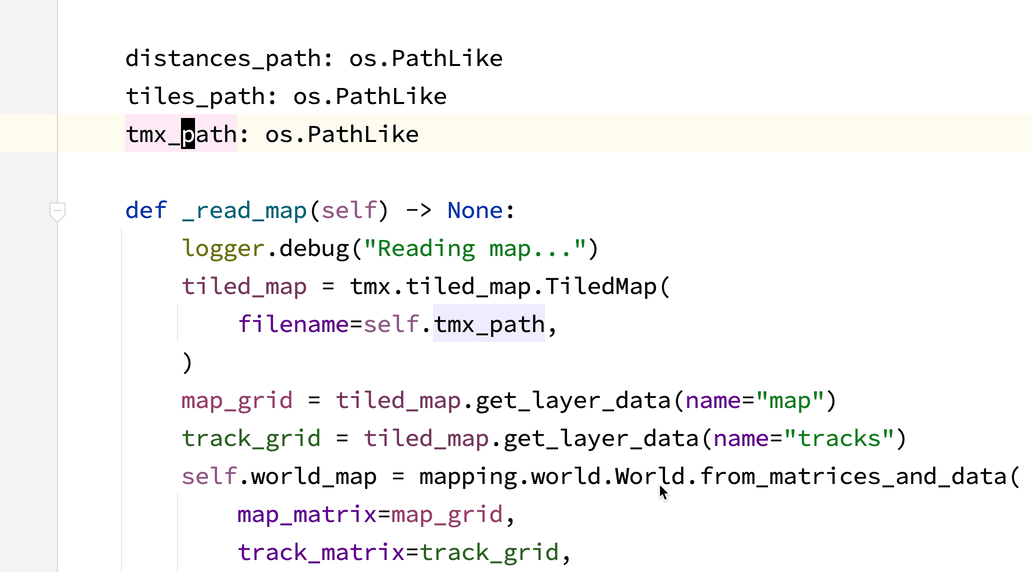 distances_path: os.PathLike
tiles_path: os.PathLike
tmx_path: os.PathLike
def _read_map(self) -> None:
logger.debug("Reading map...")
tiled_map = tmx.tiled_map.TiledMap(
filename=self.tmx_path,
)
map_grid = tiled_map.get_layer_data(name="map")
track_grid = tiled_map.get_layer_data(name="tracks")
self.world_map = mapping.world.World.from_matrices_and_data(
map_matrix=map_grid,
track_matrix=track_grid,